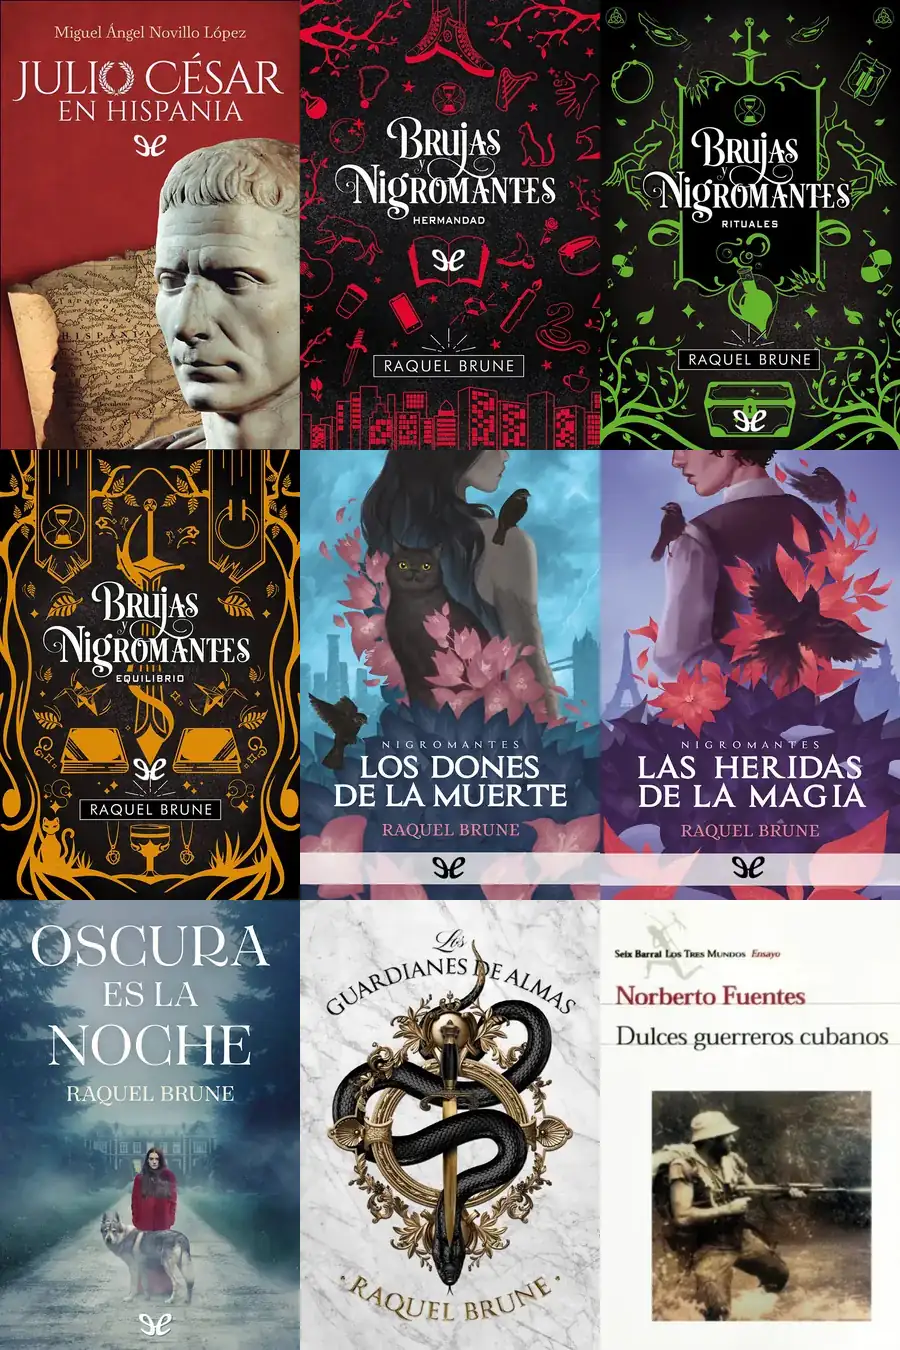 Miguel Ángel Novillo López
JULIO CÉSAR
EN HISPANIA
HISPANIA
BRUJAS
y
NIGROMANTES
HERMANDAD
RAQUEL BRUNE
BRUJAS
y
NIGROMANTES
RITUALES
RAQUEL BRUNE
BRUJAS
y
NIGROMANTES
EQUILIBRIO
RAQUEL BRUNE
NIGROMANTES
LOS DONES
DE LA MUERTE
RAQUEL BRUNE
NIGROMANTES
LAS HERIDAS
DE LA MAGIA
RAQUEL BRUNE
OSCURA
ES LA
NOCHE
RAQUEL BRUNE
Los
GUARDIANES DE ALMAS
· RAQUEL BRUNE ·
Seix Barral Los Tres Mundos Ensayo
Norberto Fuentes
Dulces guerreros cubanos